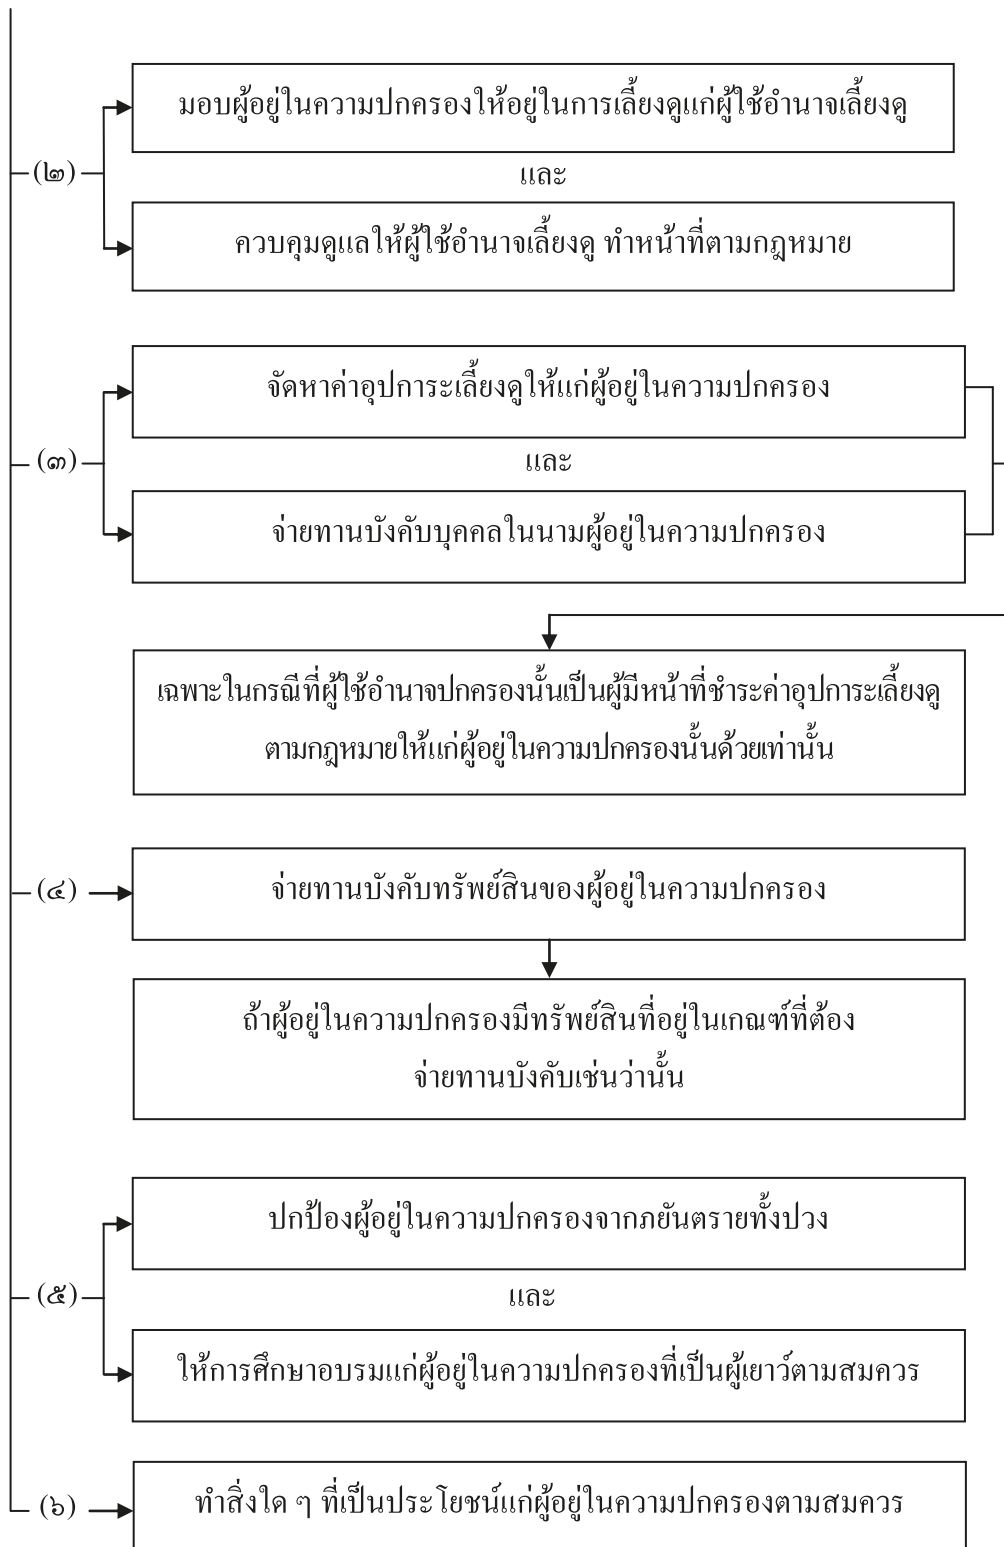 มอบผู้อยู่ในความปกครองให้อยู่ในการเลี้ยงดูแก่ผู้ใช้อำนาจเลี้ยงดู
(๒)
และ
ควบคุมดูแลให้ผู้ใช้อำนาจเลี้ยงดู ทำหน้าที่ตามกฎหมาย
จัดหาค่าอุปการะเลี้ยงดูให้แก่ผู้อยู่ในความปกครอง
(๓)
และ
จ่ายทานบังคับบุคคลในนามผู้อยู่ในความปกครอง
เฉพาะในกรณีที่ผู้ใช้อำนาจปกครองนั้นเป็นผู้มีหน้าที่ชำระค่าอุปการะเลี้ยงดู
ตามกฎหมายให้แก่ผู้อยู่ในความปกครองนั้นด้วยเท่านั้น
(๔)
จ่ายทานบังคับทรัพย์สินของผู้อยู่ในความปกครอง
ถ้าผู้อยู่ในความปกครองมีทรัพย์สินที่อยู่ในเกณฑ์ที่ต้อง
จ่ายทานบังคับเช่นว่านั้น
ปกป้องผู้อยู่ในความปกครองจากภยันตรายทั้งปวง
(๕)
และ
ให้การศึกษาอบรมแก่ผู้อยู่ในความปกครองที่เป็นผู้เยาว์ตามสมควร
(๖)
ทำสิ่งใด ๆ ที่เป็นประโยชน์แก่ผู้อยู่ในความปกครองตามสมควร